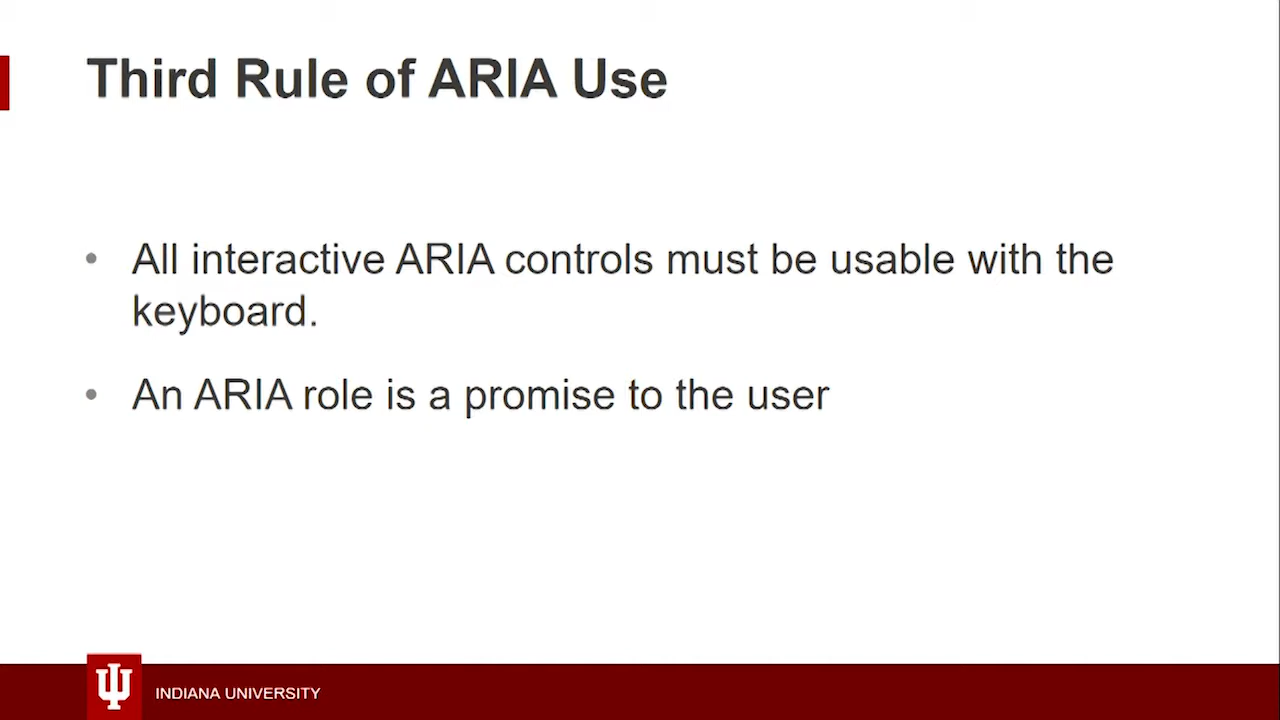 Third Rule of ARIA Use
• All interactive ARIA controls must be usable with the
keyboard.
• An ARIA role is a promise to the user
INDIANA UNIVERSITY